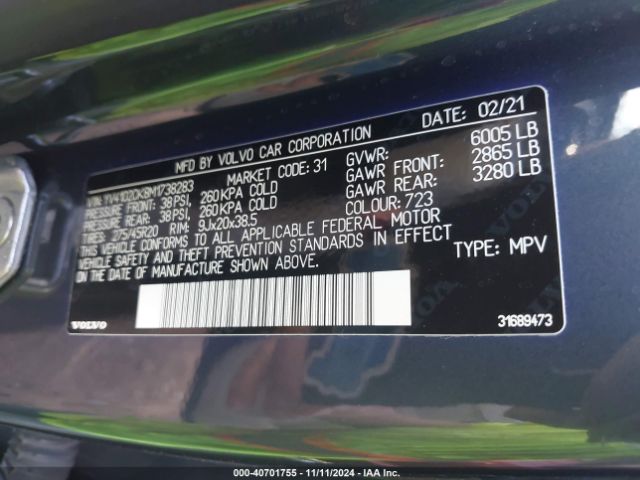 MFD BY VOLVO CAR CORPORATION DATE: 02/21
VIN: YV4102CK8M1738283 MARKET CODE: 31 GVWR: 6005 LB
PRESSURE FRONT: 38 PSI, 260 KPA COLD GAWR FRONT: 2865 LB
PRESSURE REAR: 38 PSI, 260 KPA COLD GAWR REAR: 3280 LB
TIRES: 275/45R20 RIM: 9Jx20x38.5 COLOUR: 723
THIS VEHICLE CONFORMS TO ALL APPLICABLE FEDERAL MOTOR
VEHICLE SAFETY AND THEFT PREVENTION STANDARDS IN EFFECT
ON THE DATE OF MANUFACTURE SHOWN ABOVE. TYPE: MPV
VOLVO 31689473
000-40701755 - 11/11/2024 - IAA Inc.